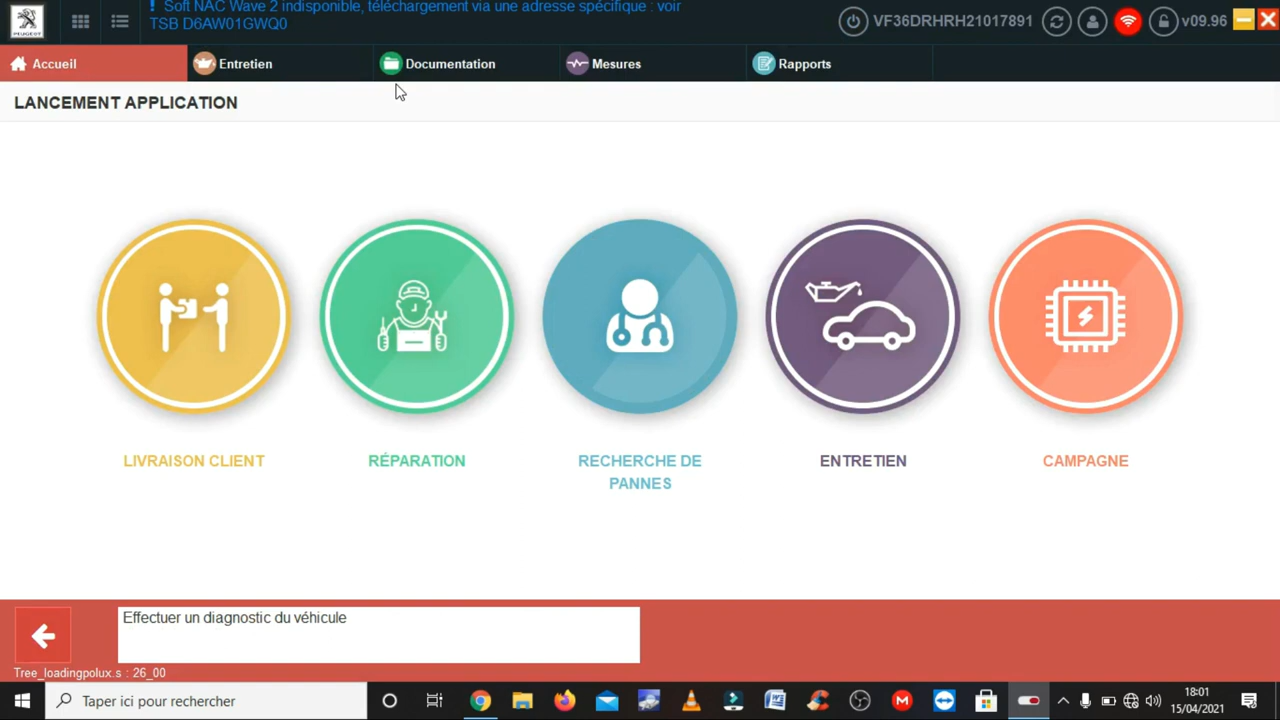 ! Soft NAC Wave 2 indisponible, téléchargement via une adresse spécifique : voir
TSB D6AW01GWQ0
PEUGEOT
VF36DRHRH21017891
v09.96
Accueil
Entretien
Documentation
Mesures
Rapports
LANCEMENT APPLICATION
LIVRAISON CLIENT
RÉPARATION
RECHERCHE DE
PANNES
ENTRETIEN
CAMPAGNE
Effectuer un diagnostic du véhicule
Tree_loadingpolux.s : 26_00
Taper ici pour rechercher
18:01
15/04/2021